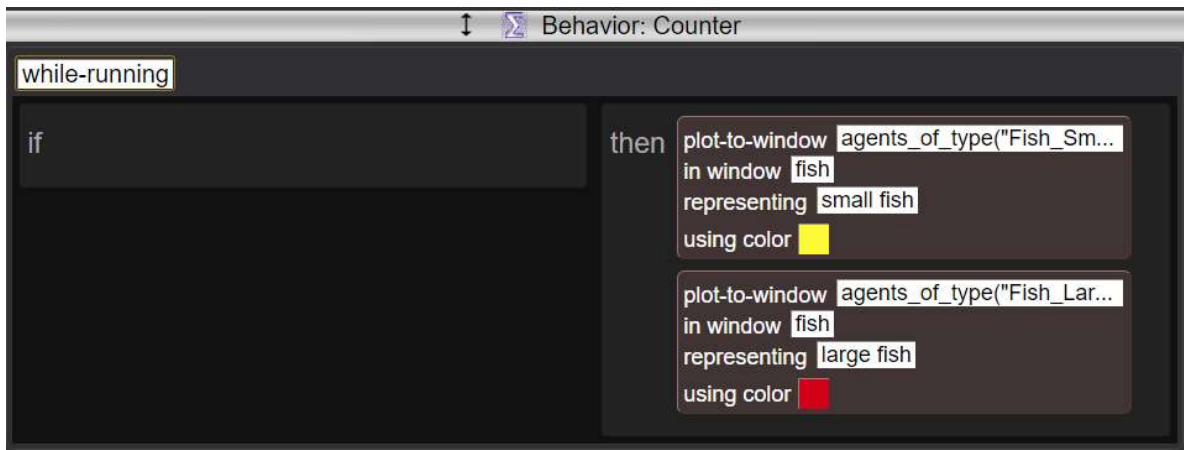 Behavior: Counter
while-running
if
then
plot-to-window agents_of_type("Fish_Sm...
in window fish
representing small fish
using color
plot-to-window agents_of_type("Fish_Lar...
in window fish
representing large fish
using color